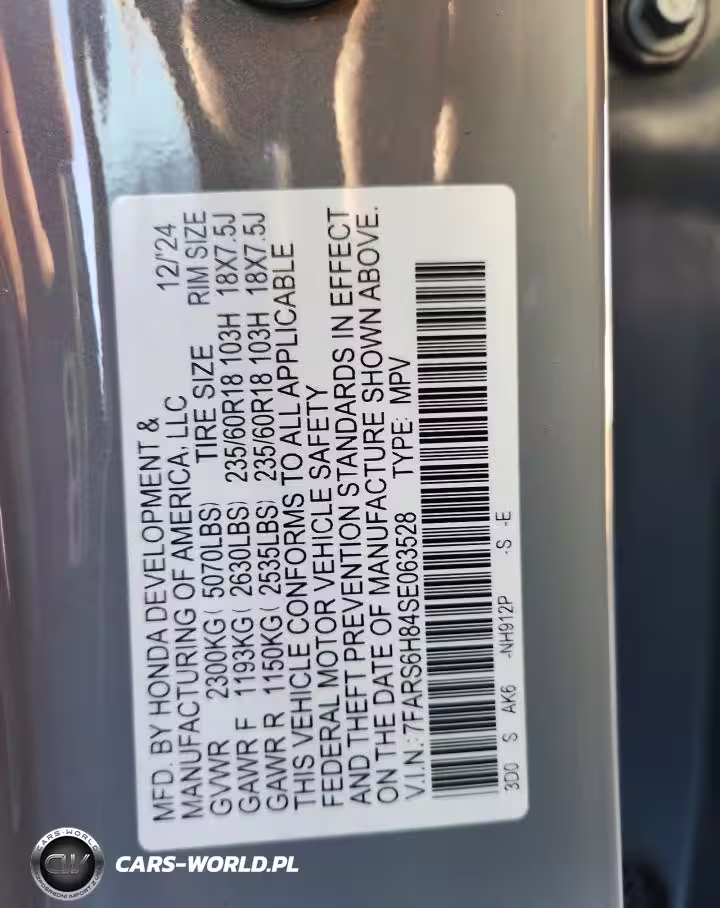 MFD. BY HONDA DEVELOPMENT &
MANUFACTURING OF AMERICA, LLC 12/'24
GVWR 2300KG( 5070LBS) TIRE SIZE RIM SIZE
GAWR F 1193KG( 2630LBS) 235/60R18 103H 18X7.5J
GAWR R 1150KG( 2535LBS) 235/60R18 103H 18X7.5J
THIS VEHICLE CONFORMS TO ALL APPLICABLE
FEDERAL MOTOR VEHICLE SAFETY
AND THEFT PREVENTION STANDARDS IN EFFECT
ON THE DATE OF MANUFACTURE SHOWN ABOVE.
V.I.N.: 7FARS6H84SE063528 TYPE: MPV
3D0 S AK6 -NH912P -S -E
CARS-WORLD
CW
CARS-WORLD.PL